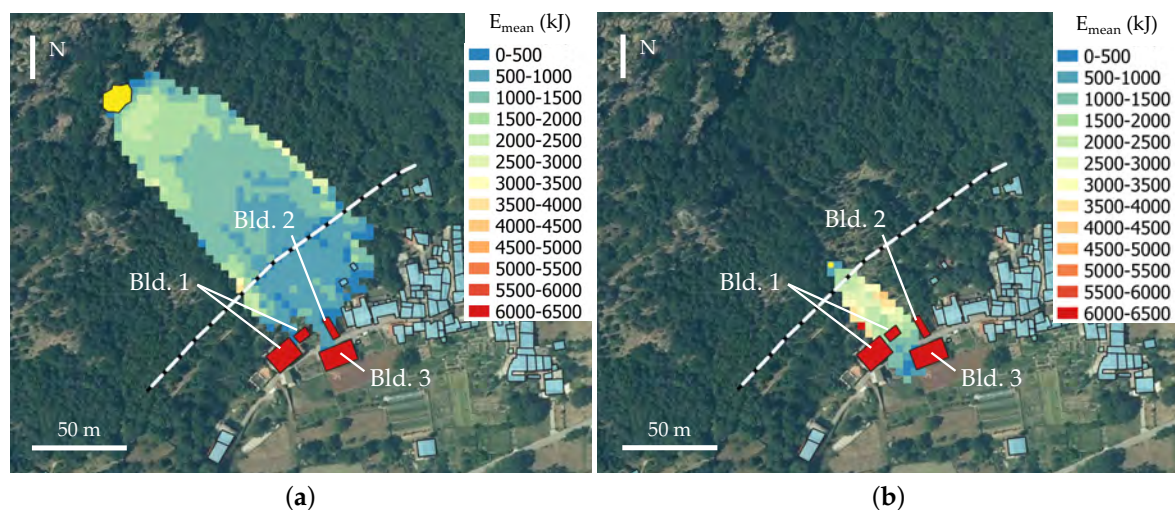 E_mean (kJ)
N
0-500
500-1000
1000-1500
1500-2000
2000-2500
2500-3000
3000-3500
3500-4000
4000-4500
4500-5000
5000-5500
5500-6000
6000-6500
Bld. 2
Bld. 1
Bld. 3
50 m
(a)
E_mean (kJ)
N
0-500
500-1000
1000-1500
1500-2000
2000-2500
2500-3000
3000-3500
3500-4000
4000-4500
4500-5000
5000-5500
5500-6000
6000-6500
Bld. 2
Bld. 1
Bld. 3
50 m
(b)